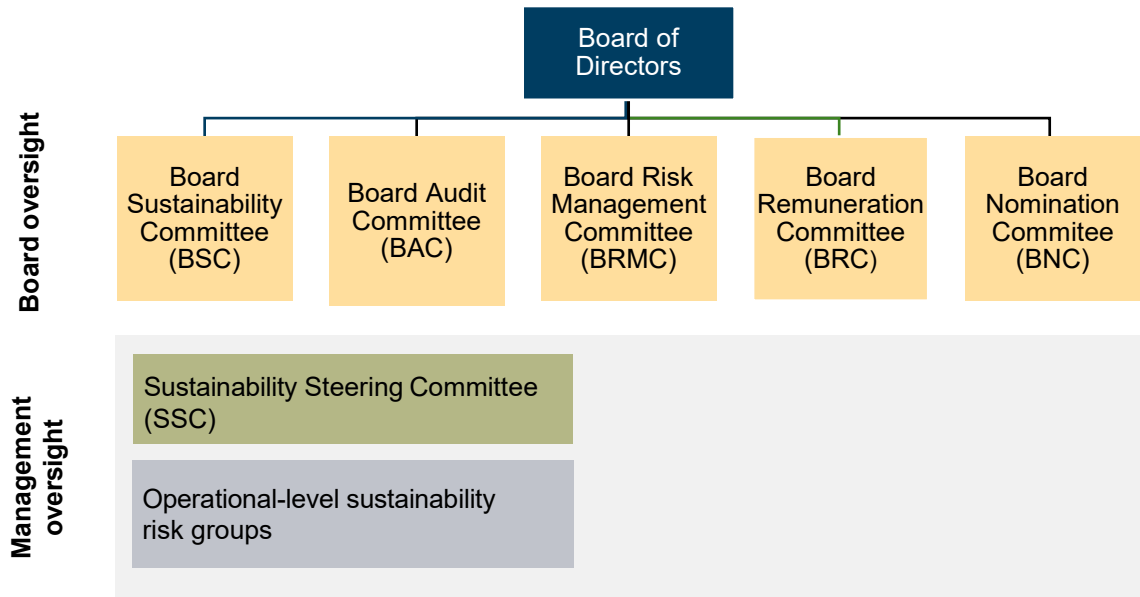 Board of
Directors
Board oversight
Board
Sustainability
Committee
(BSC)
Board Audit
Committee
(BAC)
Board Risk
Management
Committee
(BRMC)
Board
Remuneration
Committee
(BRC)
Board
Nomination
Commitee
(BNC)
Management
oversight
Sustainability Steering Committee
(SSC)
Operational-level sustainability
risk groups